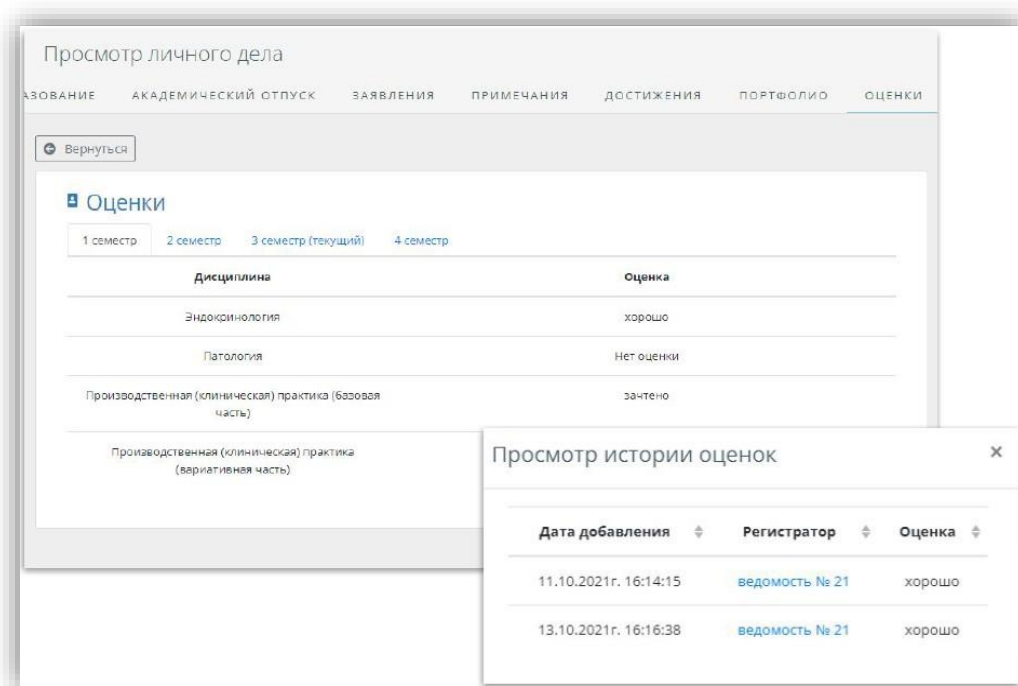 Просмотр личного дела
АЗОВАНИЕ АКАДЕМИЧЕСКИЙ ОТПУСК ЗАЯВЛЕНИЯ ПРИМЕЧАНИЯ ДОСТИЖЕНИЯ ПОРТФОЛИО ОЦЕНКИ
Вернуться
Оценки
1 семестр 2 семестр 3 семестр (текущий) 4 семестр
Дисциплина Оценка
Эндокринология хорошо
Патология Нет оценки
Производственная (клиническая) практика (базовая зачтено
часть)
Производственная (клиническая) практика
(вариативная часть)
Просмотр истории оценок ×
Дата добавления Регистратор Оценка
11.10.2021г. 16:14:15 ведомость № 21 хорошо
13.10.2021г. 16:16:38 ведомость № 21 хорошо